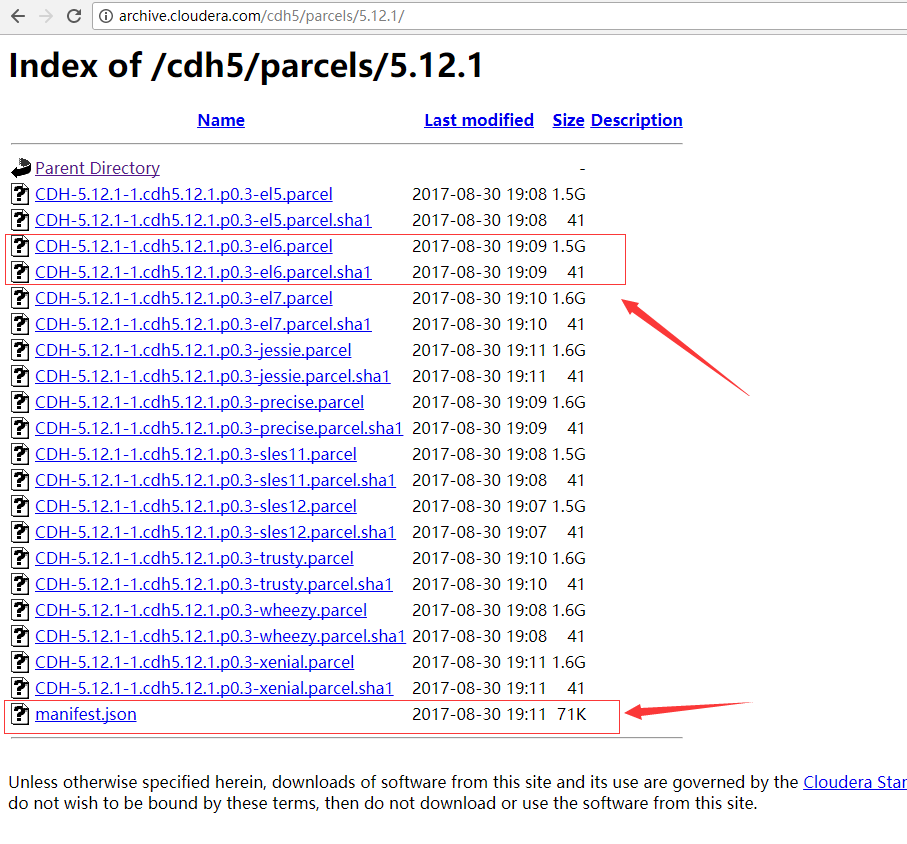 archive.cloudera.com/cdh5/parcels/5.12.1/
Index of /cdh5/parcels/5.12.1
Name Last modified Size Description
Parent Directory -
CDH-5.12.1-1.cdh5.12.1.p0.3-el5.parcel 2017-08-30 19:08 1.5G
CDH-5.12.1-1.cdh5.12.1.p0.3-el5.parcel.sha1 2017-08-30 19:08 41
CDH-5.12.1-1.cdh5.12.1.p0.3-el6.parcel 2017-08-30 19:09 1.5G
CDH-5.12.1-1.cdh5.12.1.p0.3-el6.parcel.sha1 2017-08-30 19:09 41
CDH-5.12.1-1.cdh5.12.1.p0.3-el7.parcel 2017-08-30 19:10 1.6G
CDH-5.12.1-1.cdh5.12.1.p0.3-el7.parcel.sha1 2017-08-30 19:10 41
CDH-5.12.1-1.cdh5.12.1.p0.3-jessie.parcel 2017-08-30 19:11 1.6G
CDH-5.12.1-1.cdh5.12.1.p0.3-jessie.parcel.sha1 2017-08-30 19:11 41
CDH-5.12.1-1.cdh5.12.1.p0.3-precise.parcel 2017-08-30 19:09 1.6G
CDH-5.12.1-1.cdh5.12.1.p0.3-precise.parcel.sha1 2017-08-30 19:09 41
CDH-5.12.1-1.cdh5.12.1.p0.3-sles11.parcel 2017-08-30 19:08 1.5G
CDH-5.12.1-1.cdh5.12.1.p0.3-sles11.parcel.sha1 2017-08-30 19:08 41
CDH-5.12.1-1.cdh5.12.1.p0.3-sles12.parcel 2017-08-30 19:07 1.5G
CDH-5.12.1-1.cdh5.12.1.p0.3-sles12.parcel.sha1 2017-08-30 19:07 41
CDH-5.12.1-1.cdh5.12.1.p0.3-trusty.parcel 2017-08-30 19:10 1.6G
CDH-5.12.1-1.cdh5.12.1.p0.3-trusty.parcel.sha1 2017-08-30 19:10 41
CDH-5.12.1-1.cdh5.12.1.p0.3-wheezy.parcel 2017-08-30 19:08 1.6G
CDH-5.12.1-1.cdh5.12.1.p0.3-wheezy.parcel.sha1 2017-08-30 19:08 41
CDH-5.12.1-1.cdh5.12.1.p0.3-xenial.parcel 2017-08-30 19:11 1.6G
CDH-5.12.1-1.cdh5.12.1.p0.3-xenial.parcel.sha1 2017-08-30 19:11 41
manifest.json 2017-08-30 19:11 71K
Unless otherwise specified herein, downloads of software from this site and its use are governed by the Cloudera Star
do not wish to be bound by these terms, then do not download or use the software from this site.